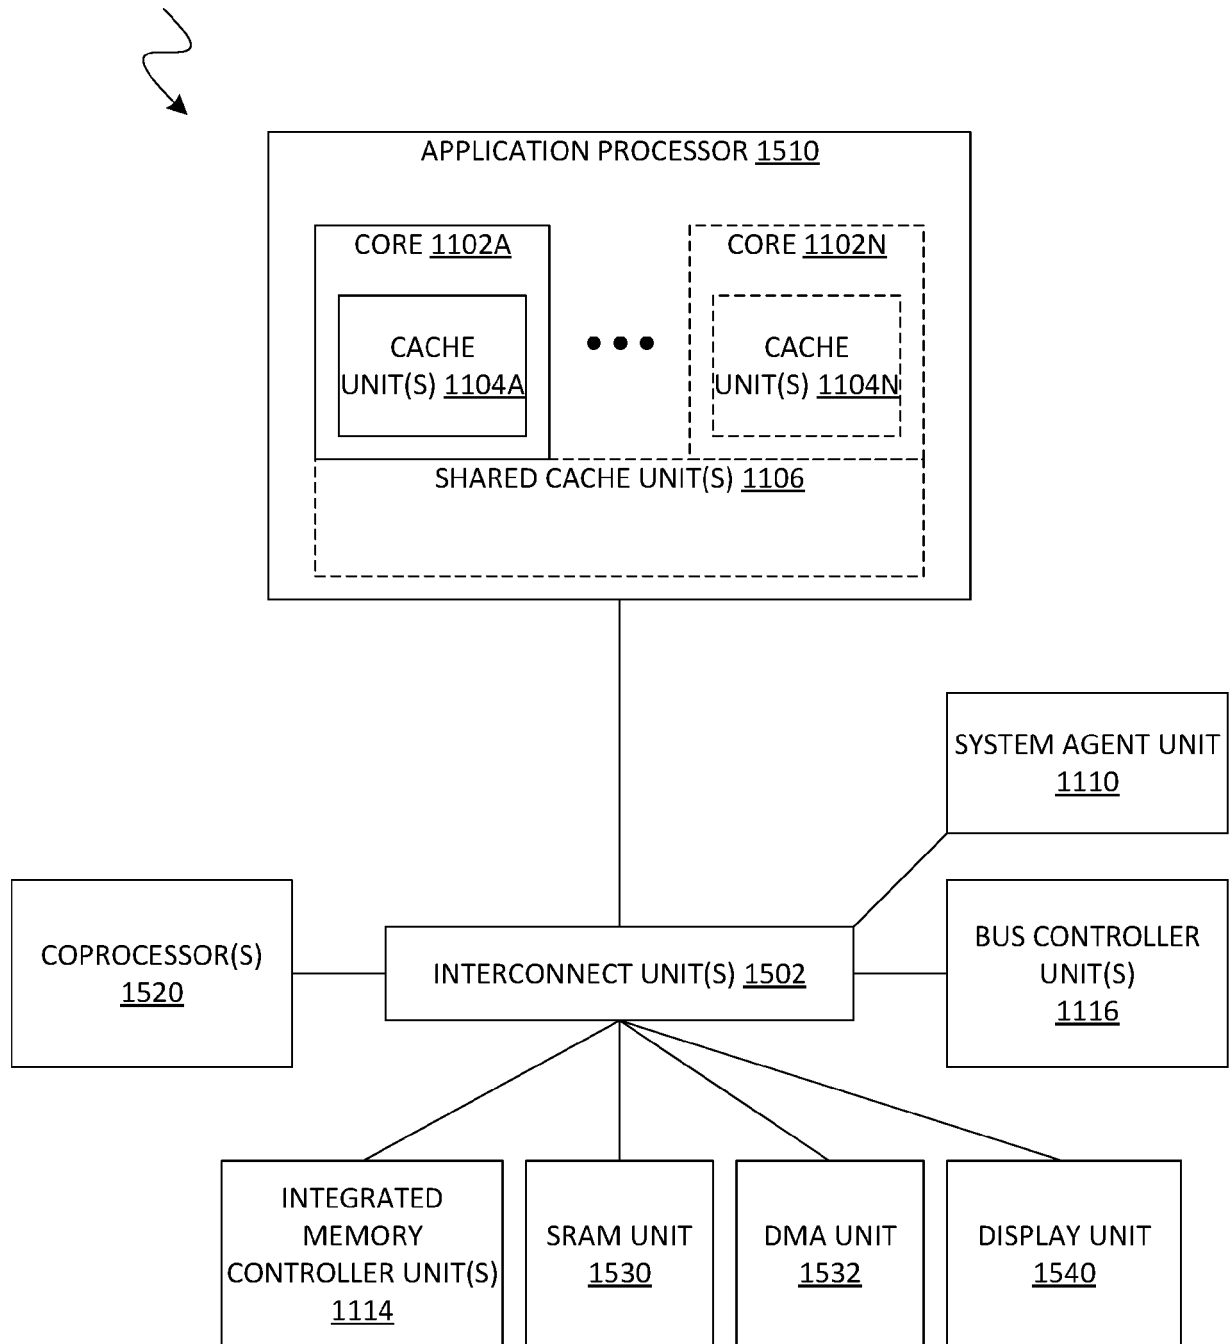 APPLICATION PROCESSOR 1510
CORE 1102A
CORE 1102N
CACHE
UNIT(S) 1104A
CACHE
UNIT(S) 1104N
SHARED CACHE UNIT(S) 1106
SYSTEM AGENT UNIT
1110
COPROCESSOR(S)
1520
INTERCONNECT UNIT(S) 1502
BUS CONTROLLER
UNIT(S)
1116
INTEGRATED
MEMORY
CONTROLLER UNIT(S)
1114
SRAM UNIT
1530
DMA UNIT
1532
DISPLAY UNIT
1540